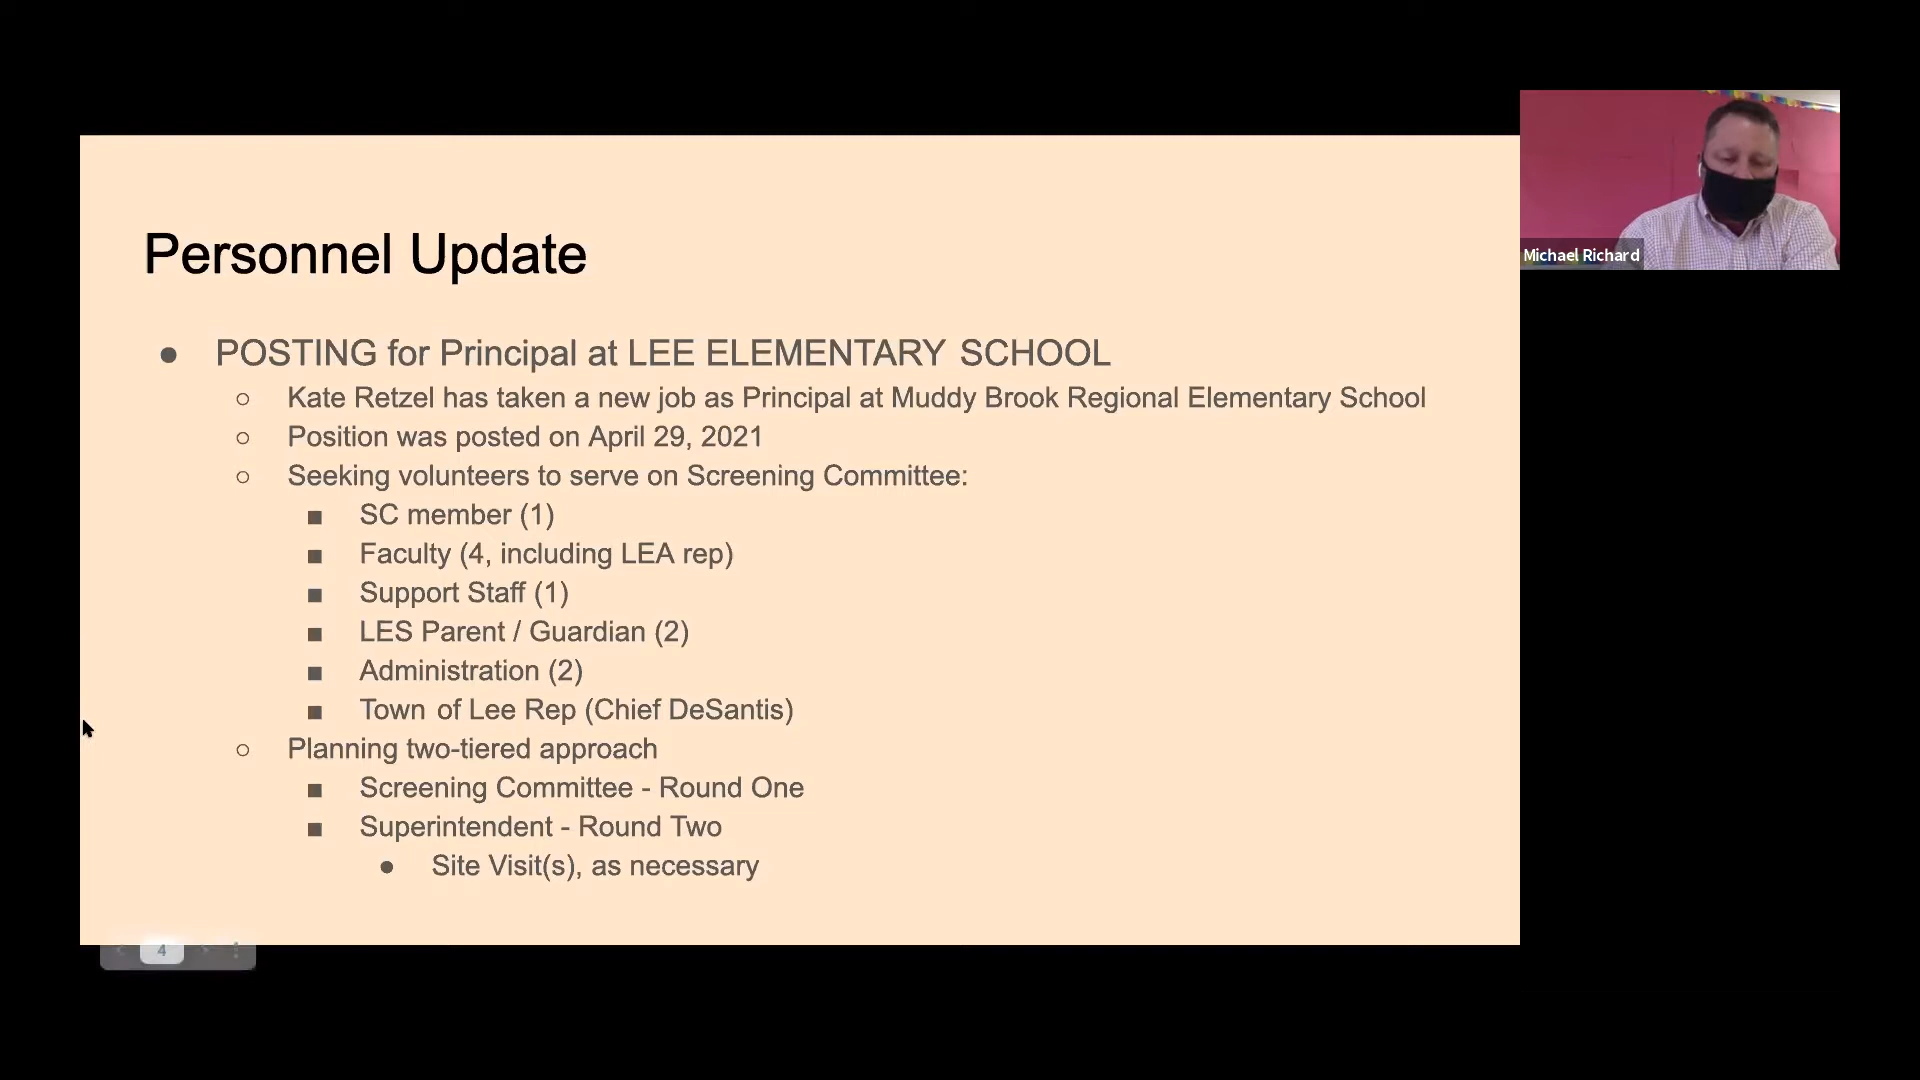 Personnel Update
● POSTING for Principal at LEE ELEMENTARY SCHOOL
○ Kate Retzel has taken a new job as Principal at Muddy Brook Regional Elementary School
○ Position was posted on April 29, 2021
○ Seeking volunteers to serve on Screening Committee:
■ SC member (1)
■ Faculty (4, including LEA rep)
■ Support Staff (1)
■ LES Parent / Guardian (2)
■ Administration (2)
■ Town of Lee Rep (Chief DeSantis)
○ Planning two-tiered approach
■ Screening Committee - Round One
■ Superintendent - Round Two
● Site Visit(s), as necessary
Michael Richard
4